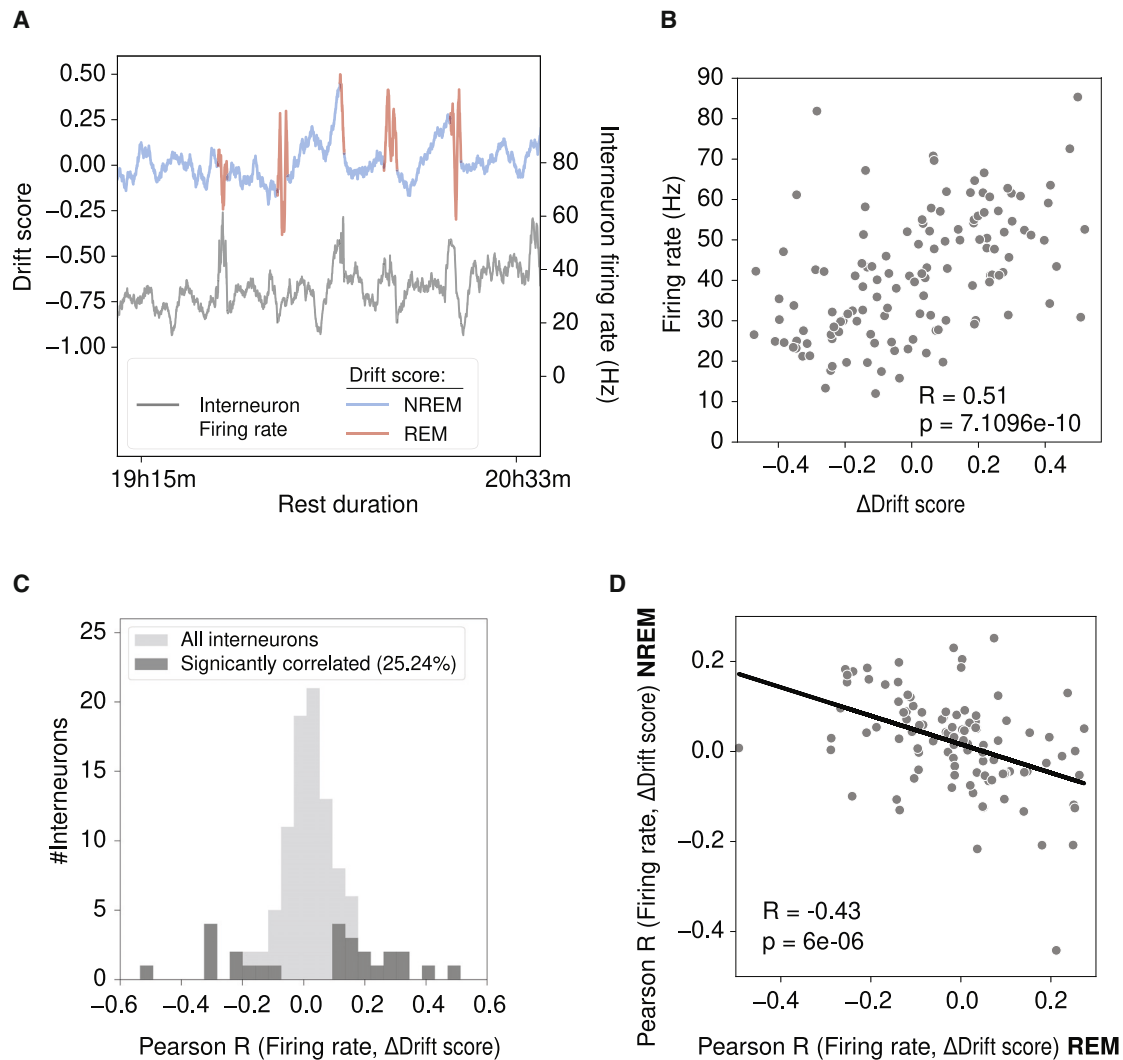 A
0.50
0.25
0.00
−0.25
−0.50
−0.75
−1.00
Drift score
80
60
40
20
0
Interneuron firing rate (Hz)
Interneuron
Firing rate
Drift score:
NREM
REM
19h15m
20h33m
Rest duration
B
90
80
70
60
50
40
30
20
10
0
Firing rate (Hz)
R = 0.51
p = 7.1096e-10
−0.4
−0.2
0.0
0.2
0.4
ΔDrift score
C
25
20
15
10
5
0
#Interneurons
All interneurons
Signicantly correlated (25.24%)
−0.6
−0.4
−0.2
0.0
0.2
0.4
0.6
Pearson R (Firing rate, ΔDrift score)
D
0.2
0.0
−0.2
−0.4
Pearson R (Firing rate, ΔDrift score) NREM
R = -0.43
p = 6e-06
−0.4
−0.2
0.0
0.2
Pearson R (Firing rate, ΔDrift score) REM